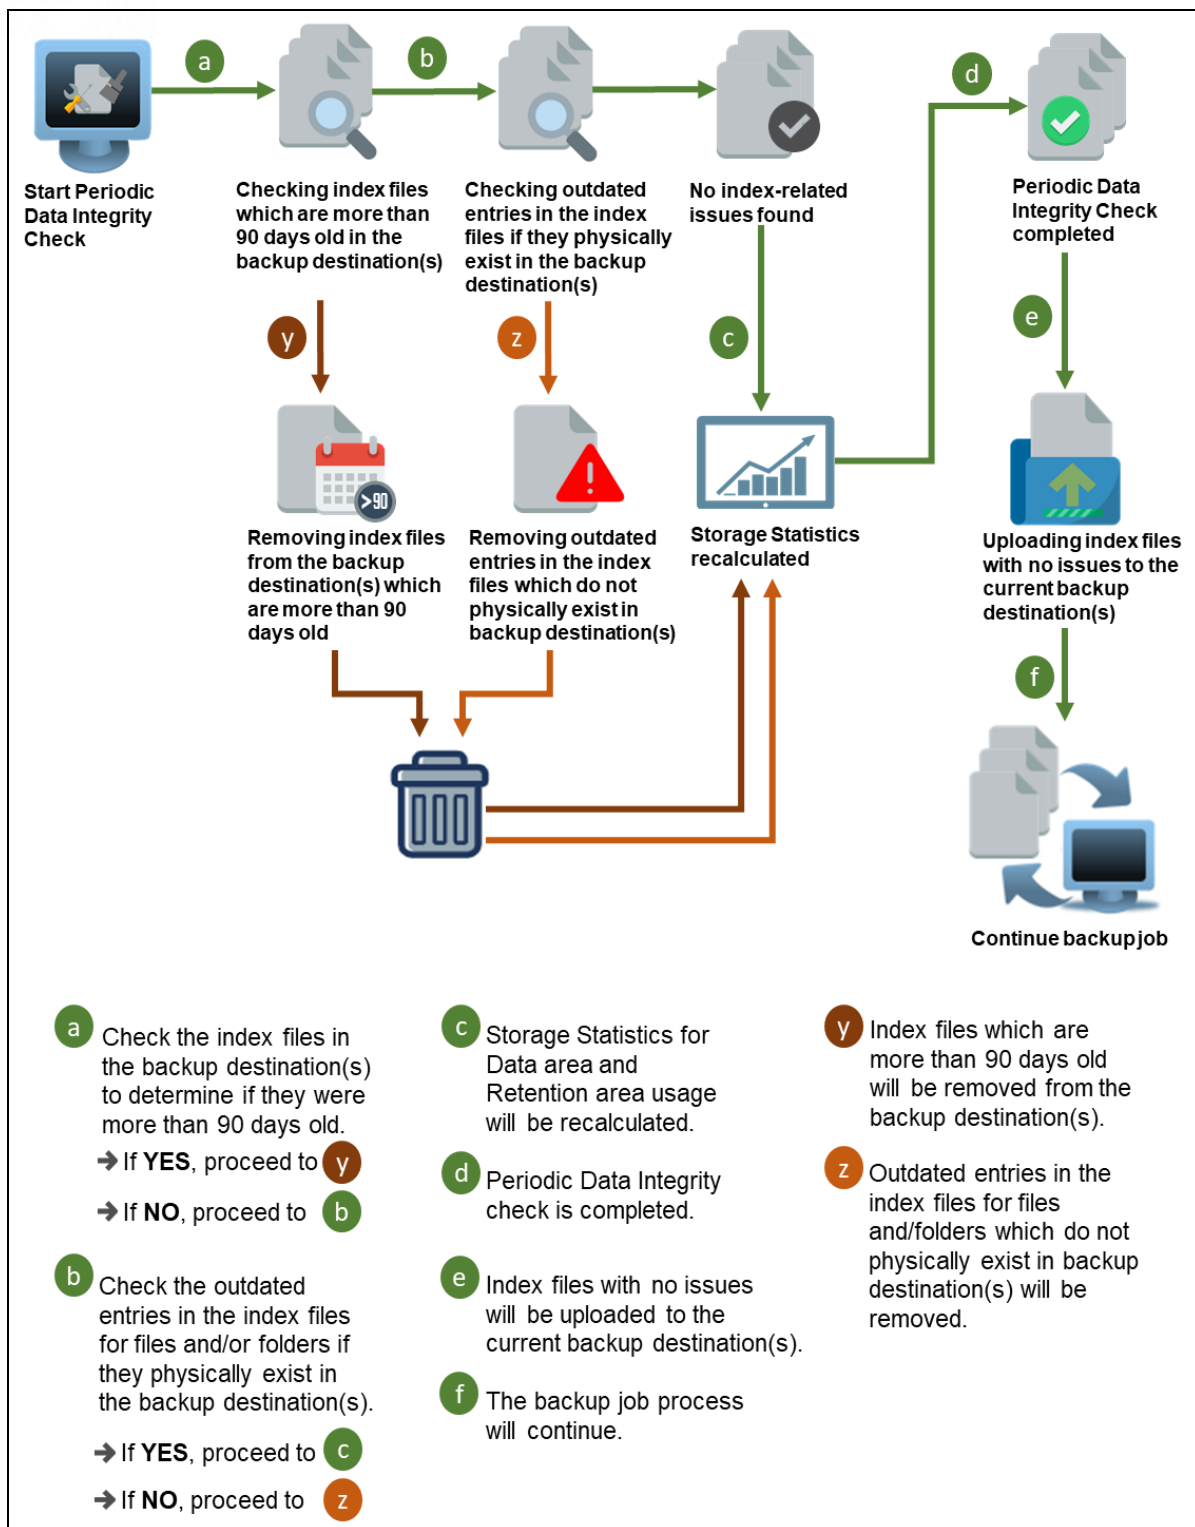 a
b
d
Start Periodic
Data Integrity
Check
Checking index files
which are more than
90 days old in the
backup destination(s)
Checking outdated
entries in the index
files if they physically
exist in the backup
destination(s)
No index-related
issues found
Periodic Data
Integrity Check
completed
y
z
c
e
>90
Removing index files
from the backup
destination(s) which
are more than 90
days old
Removing outdated
entries in the index
files which do not
physically exist in
backup destination(s)
Storage Statistics
recalculated
Uploading index files
with no issues to the
current backup
destination(s)
f
Continue backup job
a
Check the index files in
the backup destination(s)
to determine if they were
more than 90 days old.
➔ If YES, proceed to y
➔ If NO, proceed to b
b
Check the outdated
entries in the index files
for files and/or folders if
they physically exist in
the backup destination(s).
➔ If YES, proceed to c
➔ If NO, proceed to z
c
Storage Statistics for
Data area and
Retention area usage
will be recalculated.
d
Periodic Data Integrity
check is completed.
e
Index files with no issues
will be uploaded to the
current backup destination(s).
f
The backup job process
will continue.
y
Index files which are
more than 90 days old
will be removed from the
backup destination(s).
z
Outdated entries in the
index files for files
and/folders which do not
physically exist in backup
destination(s) will be
removed.